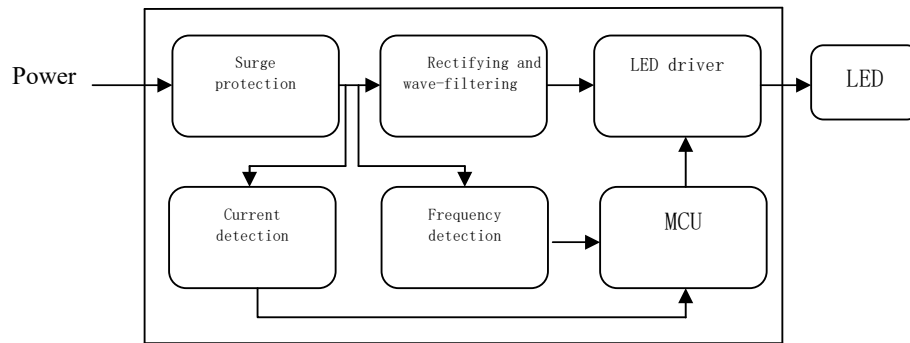 Power
Surge
protection
Rectifying and
wave-filtering
LED driver
LED
Current
detection
Frequency
detection
MCU